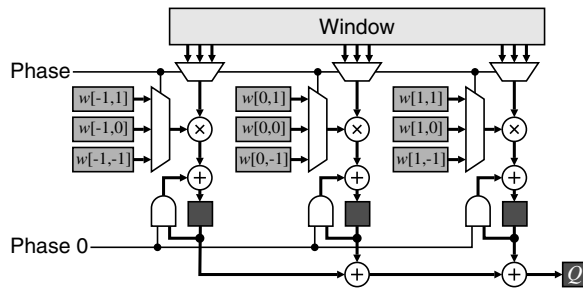 Window
Phase
w[-1,1] w[0,1] w[1,1]
w[-1,0] w[0,0] w[1,0]
w[-1,-1] w[0,-1] w[1,-1]
Phase 0
Q